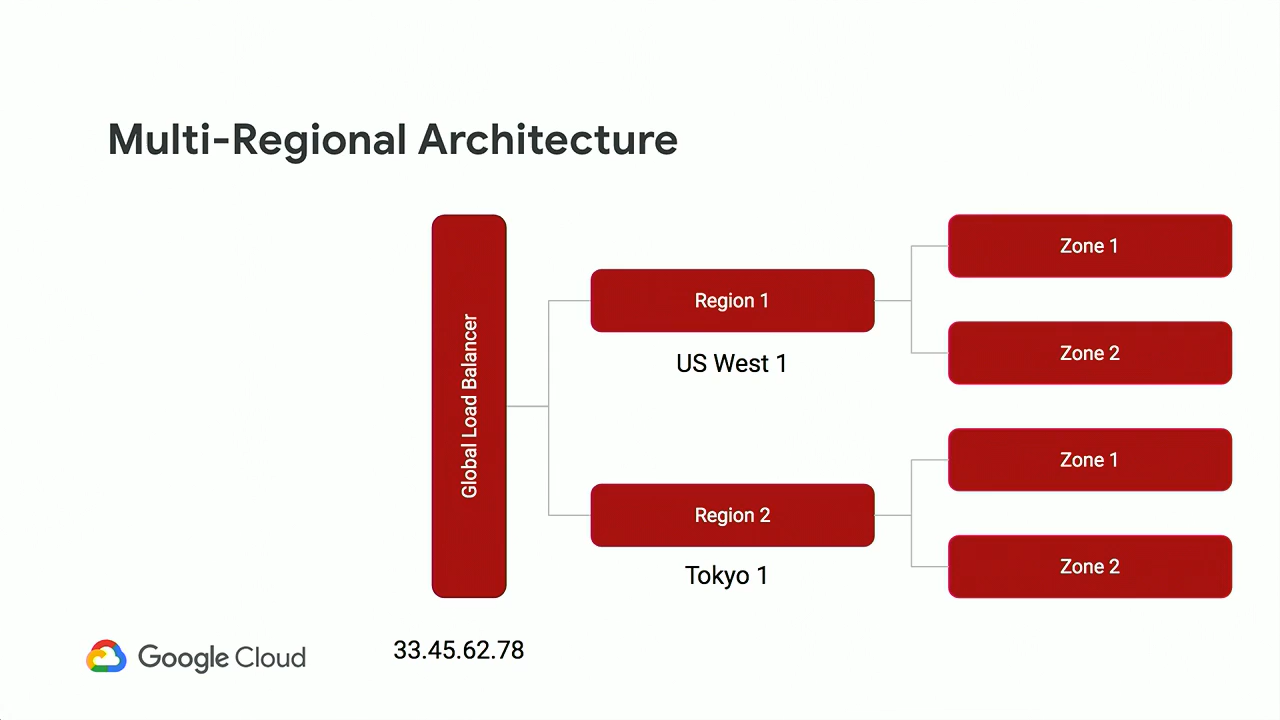 Multi-Regional Architecture
Global Load Balancer
Region 1
US West 1
Zone 1
Zone 2
Region 2
Tokyo 1
Zone 1
Zone 2
33.45.62.78
Google Cloud